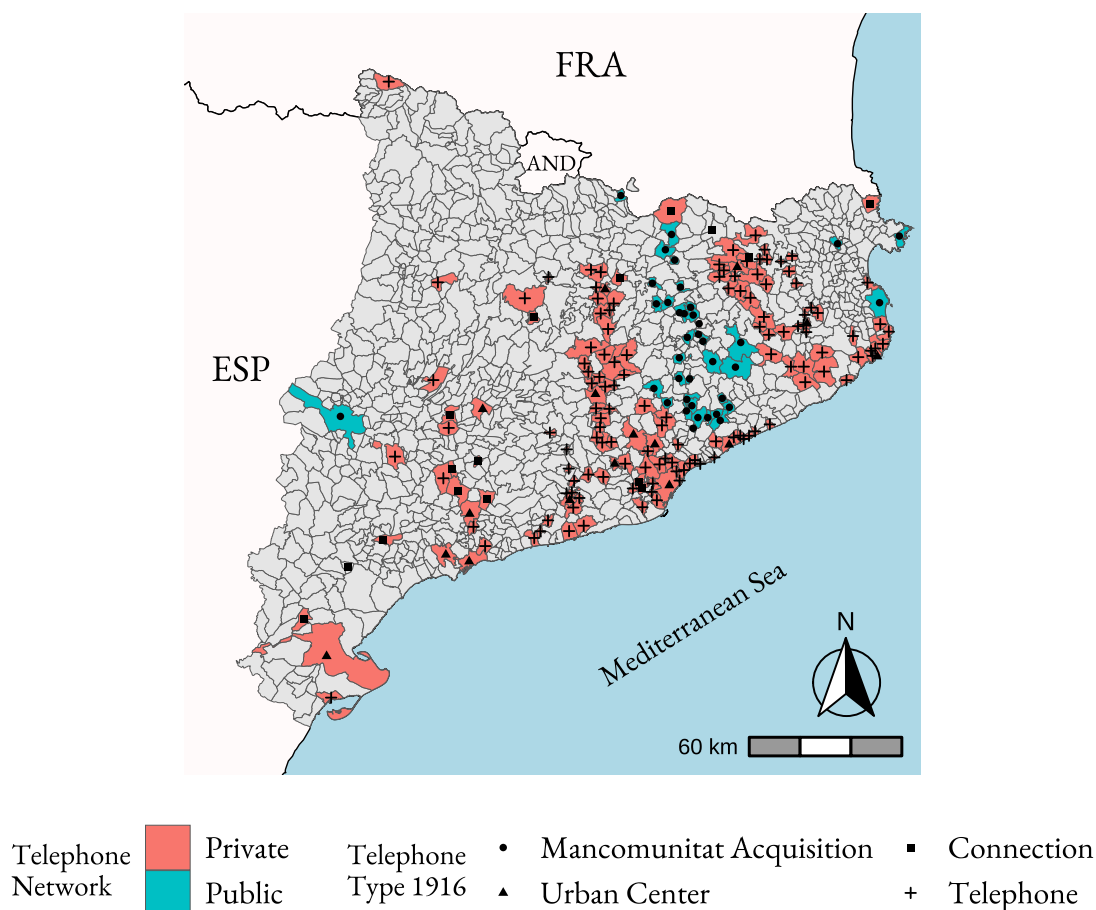 FRA
AND
ESP
Mediterranean Sea
N
60 km
Telephone
Network
Private
Public
Telephone
Type 1916
Mancomunitat Acquisition
Urban Center
Connection
Telephone